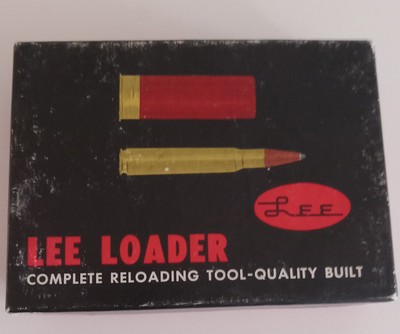 LEE
LEE LOADER
COMPLETE RELOADING TOOL-QUALITY BUILT